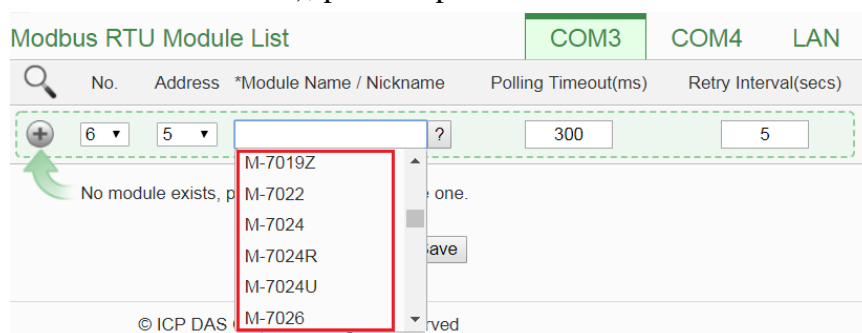 Modbus RTU Module List COM3 COM4 LAN
No. Address *Module Name / Nickname Polling Timeout(ms) Retry Interval(secs)
6 5 ? 300 5
M-7019Z
No module exists, p one.
M-7022
M-7024
M-7024R
ave
M-7024U
M-7026
© ICP DAS rved